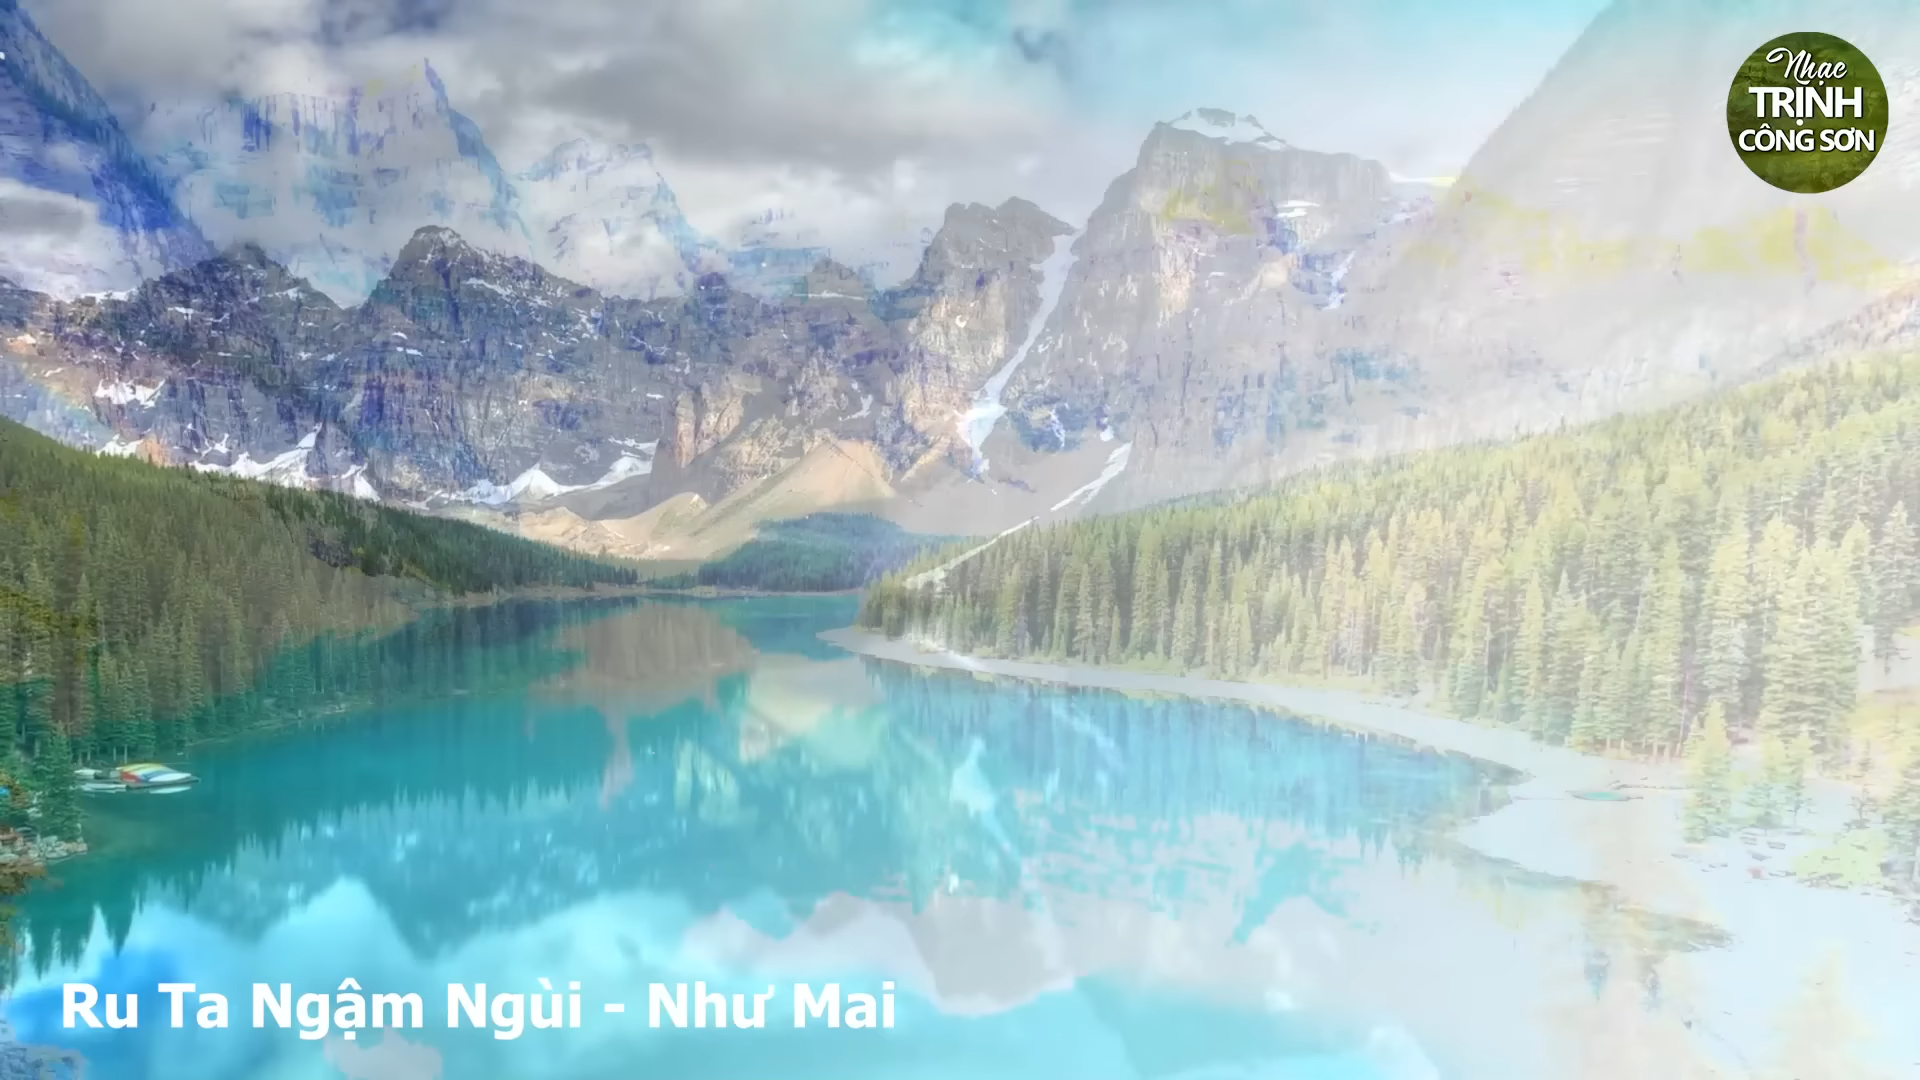 Nhạc
TRỊNH
CÔNG SƠN
Ru Ta Ngậm Ngùi - Như Mai